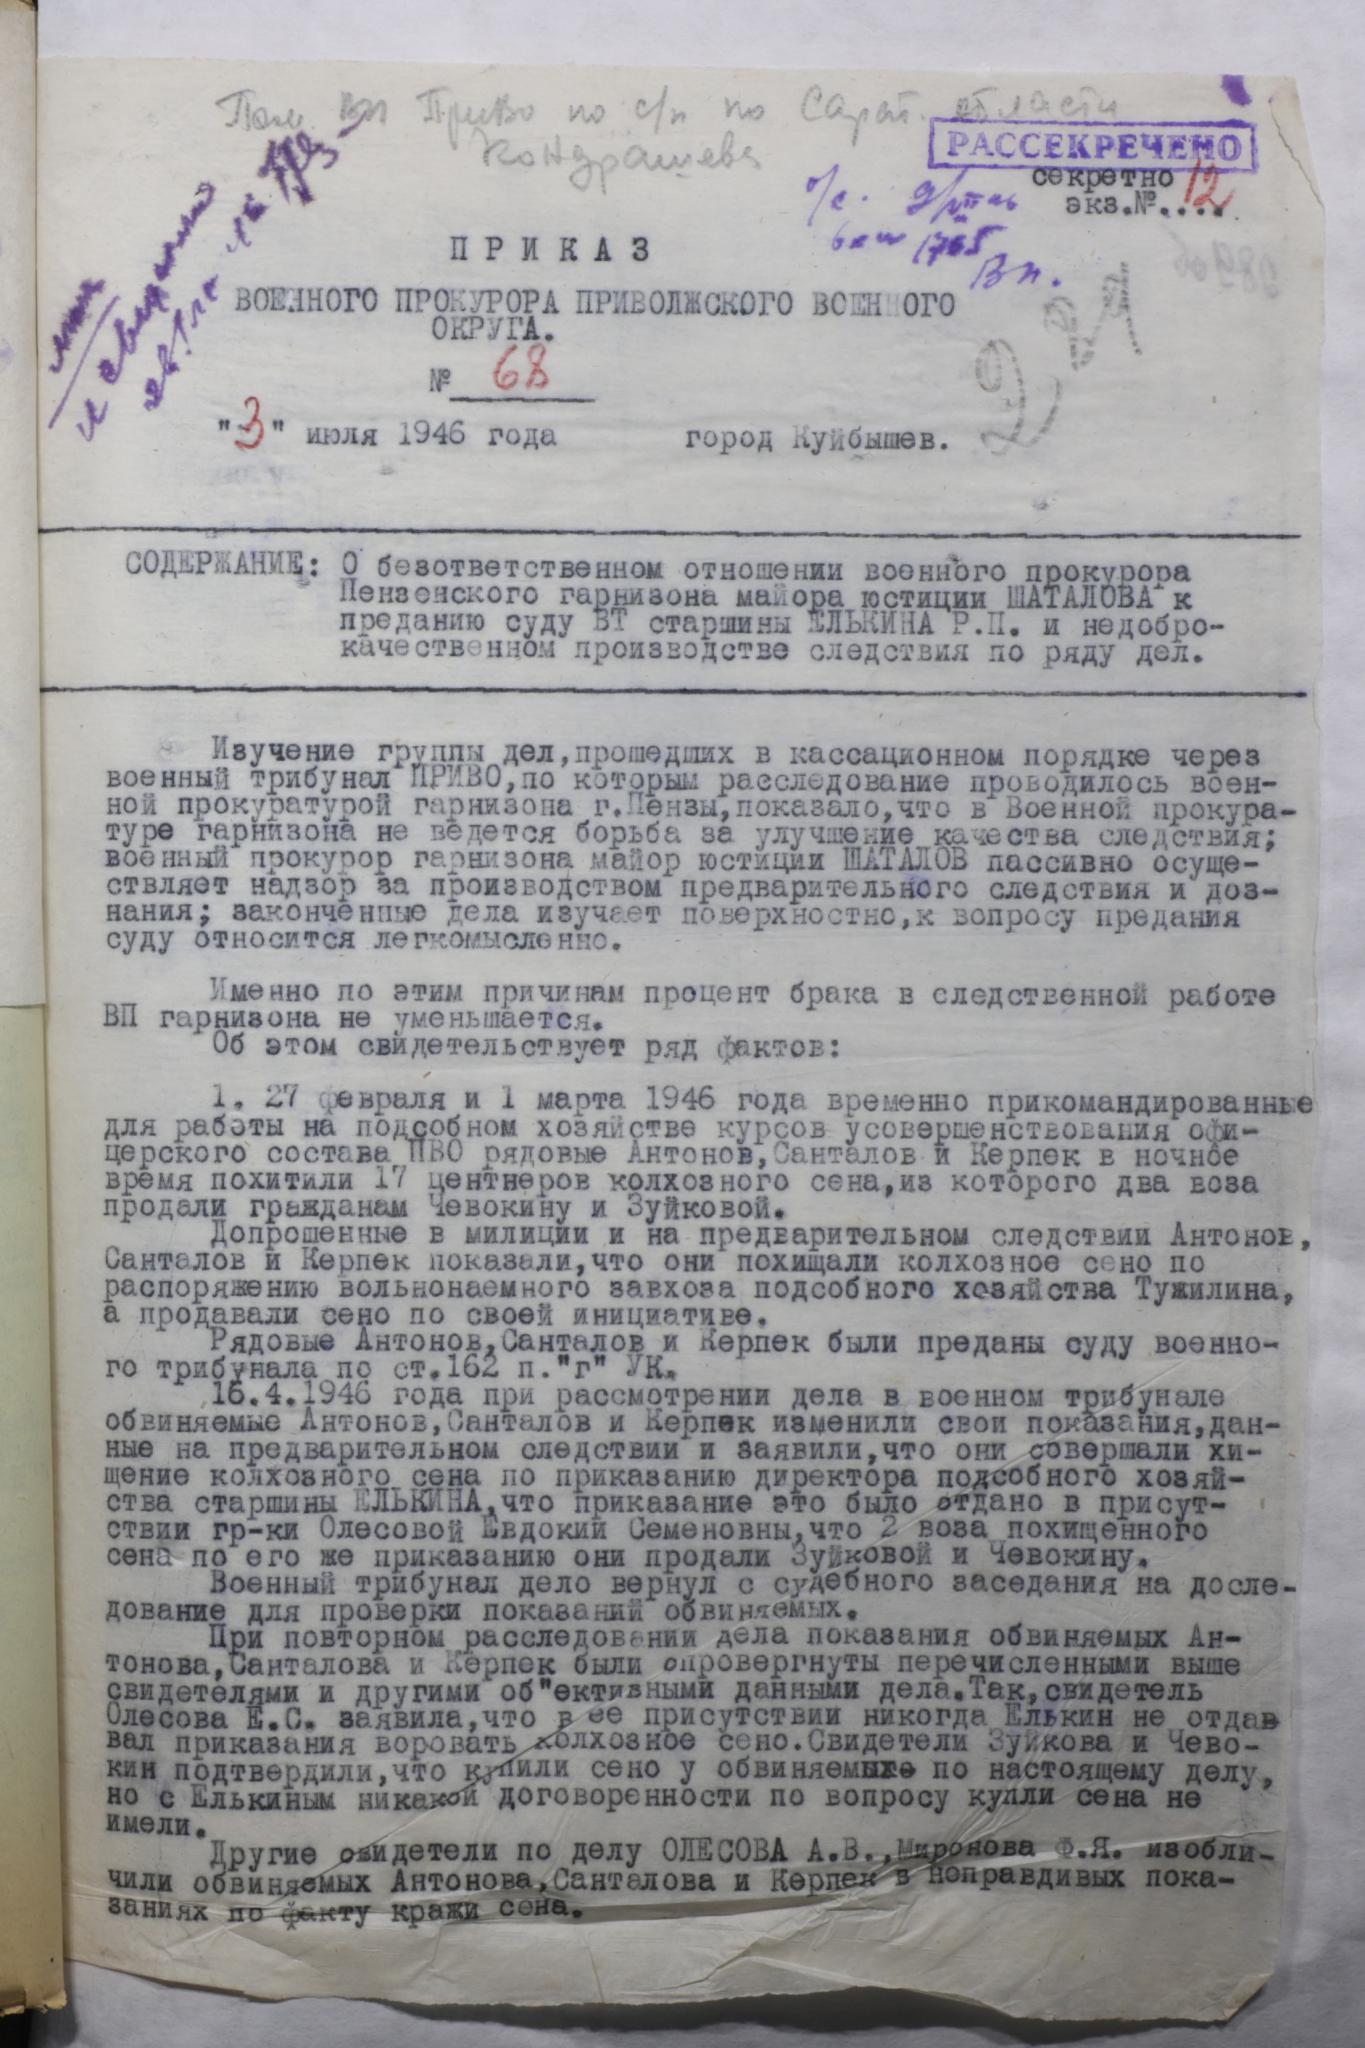 Пом. ВП ПриВо по с/п по Сарат. области
Кондрашева
РАССЕКРЕЧЕНО
секретно
экз.№.... 12
П Р И К А З
ВОЕННОГО ПРОКУРОРА ПРИВОЛЖСКОГО ВОЕННОГО
ОКРУГА.
№ 68
"3" июля 1946 года город Куйбышев.
СОДЕРЖАНИЕ: О безответственном отношении военного прокурора
Пензенского гарнизона майора юстиции ШАТАЛОВА к
преданию суду ВТ старшины ЕЛЬКИНА Р.П. и недобро-
качественном производстве следствия по ряду дел.
Изучение группы дел,прошедших в кассационном порядке через
военный трибунал ПРИВО,по которым расследование проводилось воен-
ной прокуратурой гарнизона г.Пензы,показало,что в Военной прокура-
туре гарнизона не ведется борьба за улучшение качества следствия;
военный прокурор гарнизона майор юстиции ШАТАЛОВ пассивно осуще-
ствляет надзор за производством предварительного следствия и доз-
нания; законченные дела изучает поверхностно,к вопросу предания
суду относится легкомысленно.
Именно по этим причинам процент брака в следственной работе
ВП гарнизона не уменьшается.
Об этом свидетельствует ряд фактов:
1. 27 февраля и 1 марта 1946 года временно прикомандированные
для работы на подсобном хозяйстве курсов усовершенствования офи-
церского состава ПВО рядовые Антонов,Санталов и Керпек в ночное
время похитили 17 центнеров колхозного сена,из которого два воза
продали гражданам Чевокину и Зуйковой.
Допрошенные в милиции и на предварительном следствии Антонов,
Санталов и Керпек показали,что они похищали колхозное сено по
распоряжению вольнонаемного завхоза подсобного хозяйства Тужилина,
а продавали сено по своей инициативе.
Рядовые Антонов,Санталов и Керпек были преданы суду военно-
го трибунала по ст.162 п."г" УК.
16.4.1946 года при рассмотрении дела в военном трибунале
обвиняемые Антонов,Санталов и Керпек изменили свои показания,дан-
ные на предварительном следствии и заявили,что они совершали хи-
щение колхозного сена по приказанию директора подсобного хозяй-
ства старшины ЕЛЬКИНА,что приказание это было отдано в присут-
ствии гр-ки Олесовой Евдокии Семеновны,что 2 воза похищенного
сена по его же приказанию они продали Зуйковой и Чевокину.
Военный трибунал дело вернул с судебного заседания на досле-
дование для проверки показаний обвиняемых.
При повторном расследовании дела показания обвиняемых Ан-
тонова,Санталова и Керпек были опровергнуты перечисленными выше
свидетелями и другими об"ективными данными дела.Так,свидетель
Олесова Е.С. заявила,что в ее присутствии никогда Елькин не отдав
вал приказания воровать колхозное сено.Свидетели Зуйкова и Чево-
кин подтвердили,что купили сено у обвиняемых по настоящему делу,
но с Елькиным никакой договоренности по вопросу купли сена не
имели.
Другие свидетели по делу ОЛЕСОВА А.В.,Миронова Ф.Я. изобли-
чили обвиняемых Антонова,Санталова и Керпек в неправдивых пока-
заниях по факту кражи сена.